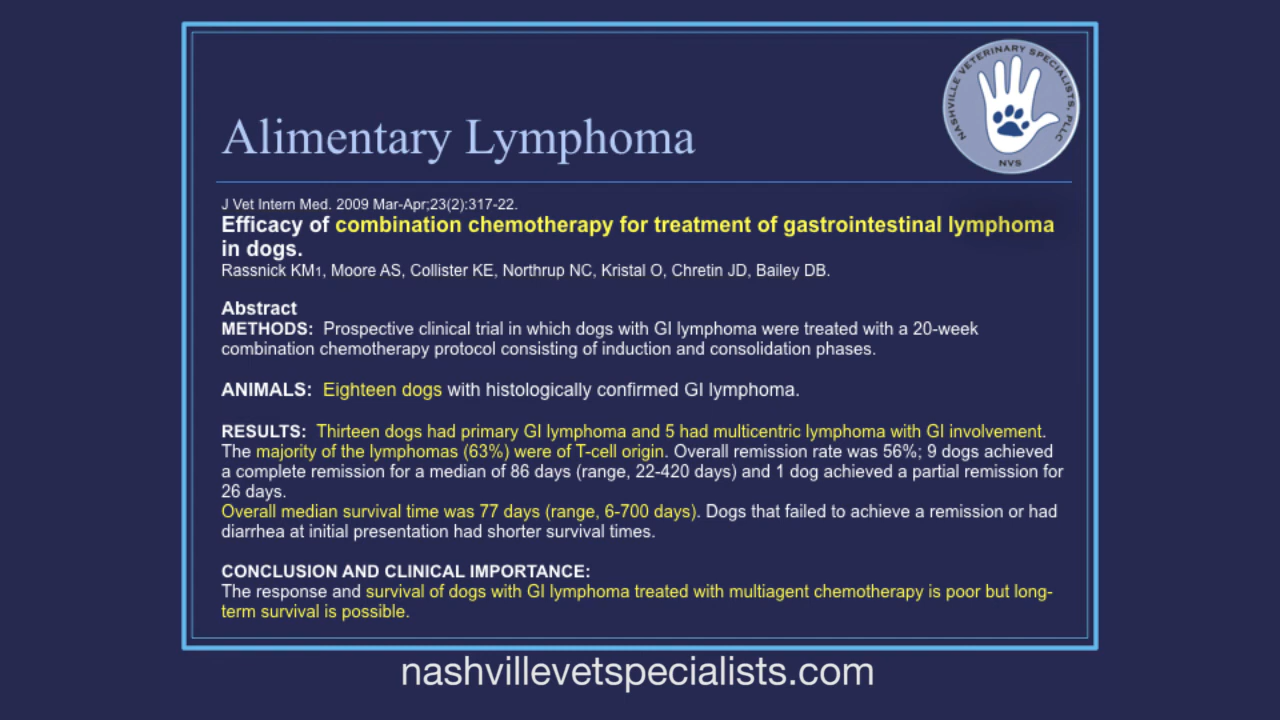 NASHVILLE VETERINARY SPECIALISTS, PLLC
NVS
Alimentary Lymphoma
J Vet Intern Med. 2009 Mar-Apr;23(2):317-22.
Efficacy of combination chemotherapy for treatment of gastrointestinal lymphoma
in dogs.
Rassnick KM1, Moore AS, Collister KE, Northrup NC, Kristal O, Chretin JD, Bailey DB.
Abstract
METHODS: Prospective clinical trial in which dogs with GI lymphoma were treated with a 20-week
combination chemotherapy protocol consisting of induction and consolidation phases.
ANIMALS: Eighteen dogs with histologically confirmed GI lymphoma.
RESULTS: Thirteen dogs had primary GI lymphoma and 5 had multicentric lymphoma with GI involvement.
The majority of the lymphomas (63%) were of T-cell origin. Overall remission rate was 56%; 9 dogs achieved
a complete remission for a median of 86 days (range, 22-420 days) and 1 dog achieved a partial remission for
26 days.
Overall median survival time was 77 days (range, 6-700 days). Dogs that failed to achieve a remission or had
diarrhea at initial presentation had shorter survival times.
CONCLUSION AND CLINICAL IMPORTANCE:
The response and survival of dogs with GI lymphoma treated with multiagent chemotherapy is poor but long-
term survival is possible.
nashvillevetspecialists.com